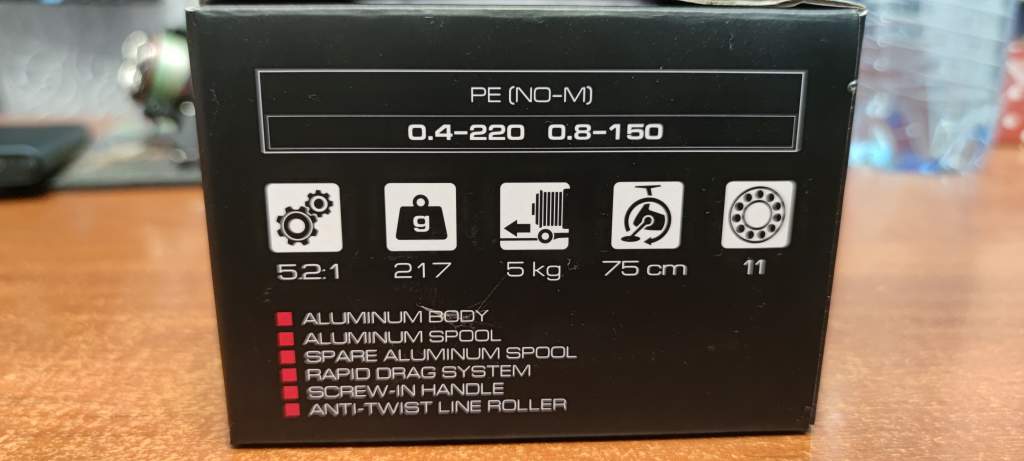 PE (NO-M)
0.4-220 0.8-150
g
5.2:1 217 5 kg 75 cm 11
ALUMINUM BODY
ALUMINUM SPOOL
SPARE ALUMINUM SPOOL
RAPID DRAG SYSTEM
SCREW-IN HANDLE
ANTI-TWIST LINE ROLLER